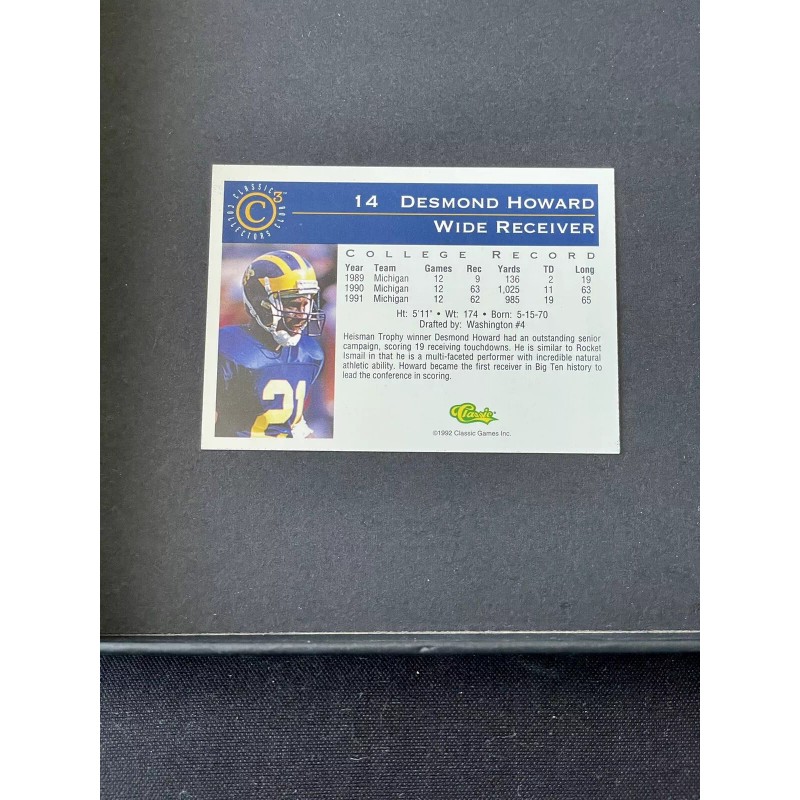 CLASSIC COLLECTORS CLUB
C3™
14 DESMOND HOWARD
WIDE RECEIVER
COLLEGE RECORD
Year Team Games Rec Yards TD Long
1989 Michigan 12 9 136 2 19
1990 Michigan 12 63 1,025 11 63
1991 Michigan 12 62 985 19 65
Ht: 5'11" • Wt: 174 • Born: 5-15-70
Drafted by: Washington #4
Heisman Trophy winner Desmond Howard had an outstanding senior
campaign, scoring 19 receiving touchdowns. He is similar to Rocket
Ismail in that he is a multi-faceted performer with incredible natural
athletic ability. Howard became the first receiver in Big Ten history to
lead the conference in scoring.
21
Classic
©1992 Classic Games Inc.